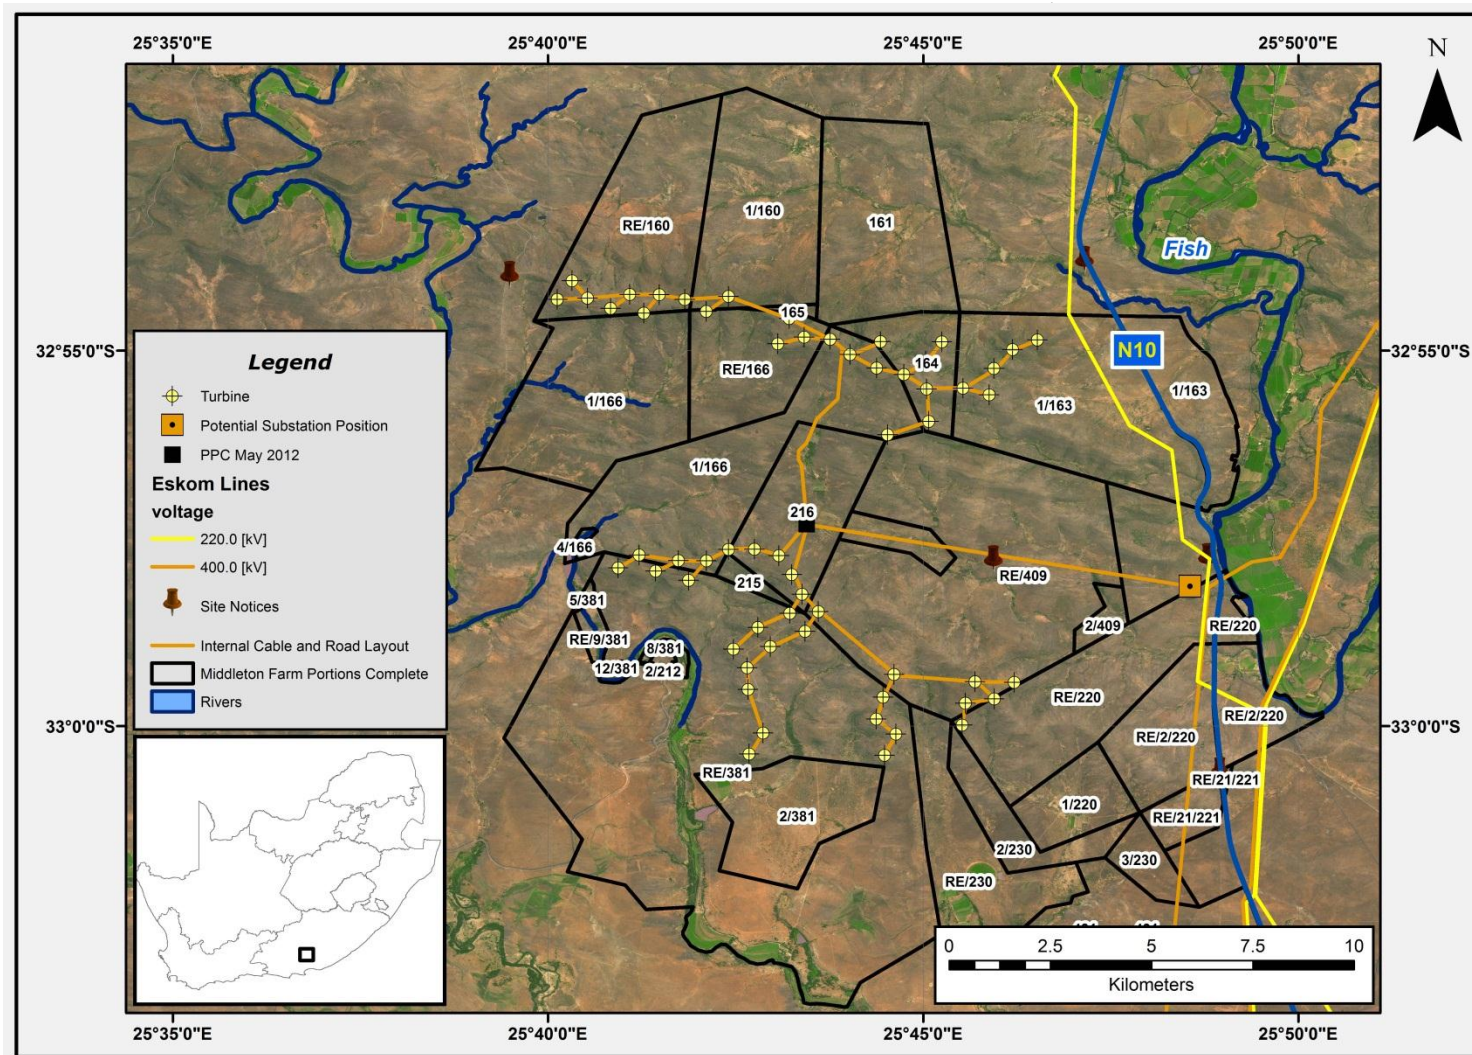 25°35'0"E
25°40'0"E
25°45'0"E
25°50'0"E
N
1/160
RE/160
161
Fish
165
32°55'0"S
32°55'0"S
N10
164
RE/166
1/163
1/166
1/163
1/166
216
4/166
RE/409
215
5/381
2/409
RE/220
RE/9/381
8/381
12/381
2/212
RE/220
RE/2/220
RE/2/220
33°0'0"S
33°0'0"S
RE/381
RE/21/221
1/220
2/381
RE/21/221
2/230
3/230
RE/230
Legend
Turbine
Potential Substation Position
PPC May 2012
Eskom Lines
voltage
220.0 [kV]
400.0 [kV]
Site Notices
Internal Cable and Road Layout
Middleton Farm Portions Complete
Rivers
0 2.5 5 7.5 10
Kilometers
25°35'0"E
25°40'0"E
25°45'0"E
25°50'0"E